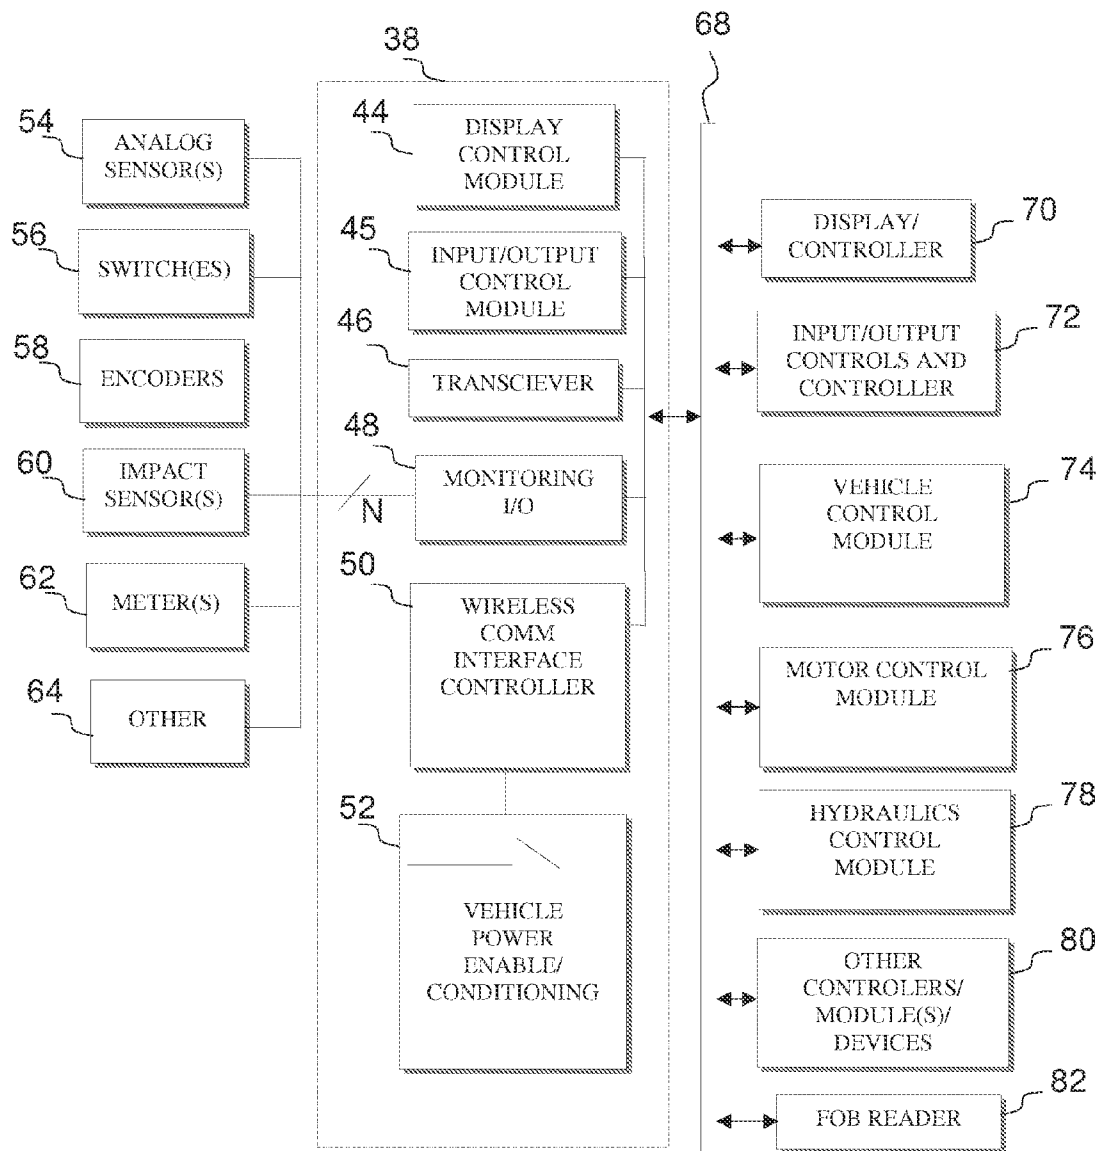 38
68
54
ANALOG
SENSOR(S)
56
SWITCH(ES)
58
ENCODERS
60
IMPACT
SENSOR(S)
62
METER(S)
64
OTHER
44
DISPLAY
CONTROL
MODULE
45
INPUT/OUTPUT
CONTROL
MODULE
46
TRANSCIEVER
48
MONITORING
I/O
N
50
WIRELESS
COMM
INTERFACE
CONTROLLER
52
VEHICLE
POWER
ENABLE/
CONDITIONING
70
DISPLAY/
CONTROLLER
72
INPUT/OUTPUT
CONTROLS AND
CONTROLLER
74
VEHICLE
CONTROL
MODULE
76
MOTOR CONTROL
MODULE
78
HYDRAULICS
CONTROL
MODULE
80
OTHER
CONTROLERS/
MODULE(S)/
DEVICES
82
FOB READER